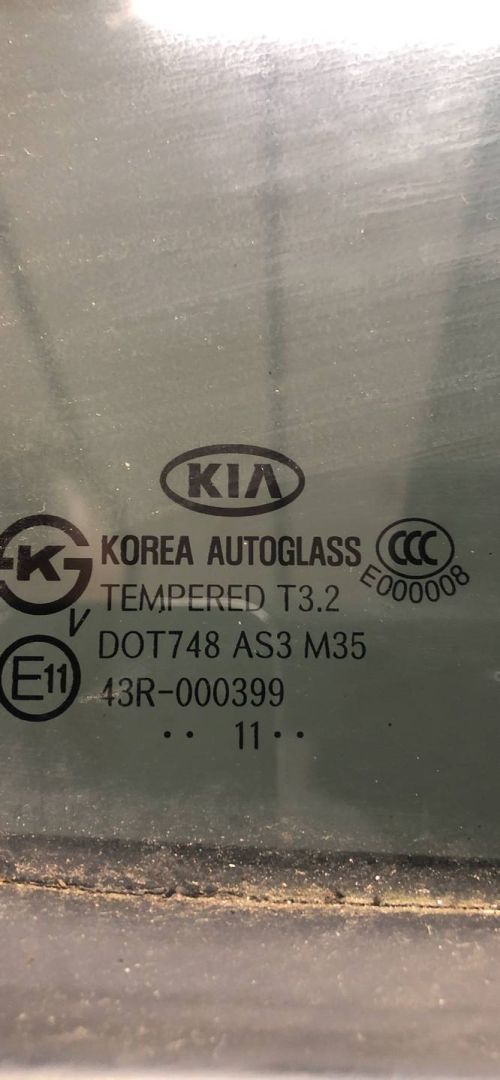 KIA
K
KOREA AUTOGLASS
CCC
E000008
TEMPERED T3.2
V
DOT748 AS3 M35
E11
43R-000399
·· 11 ··